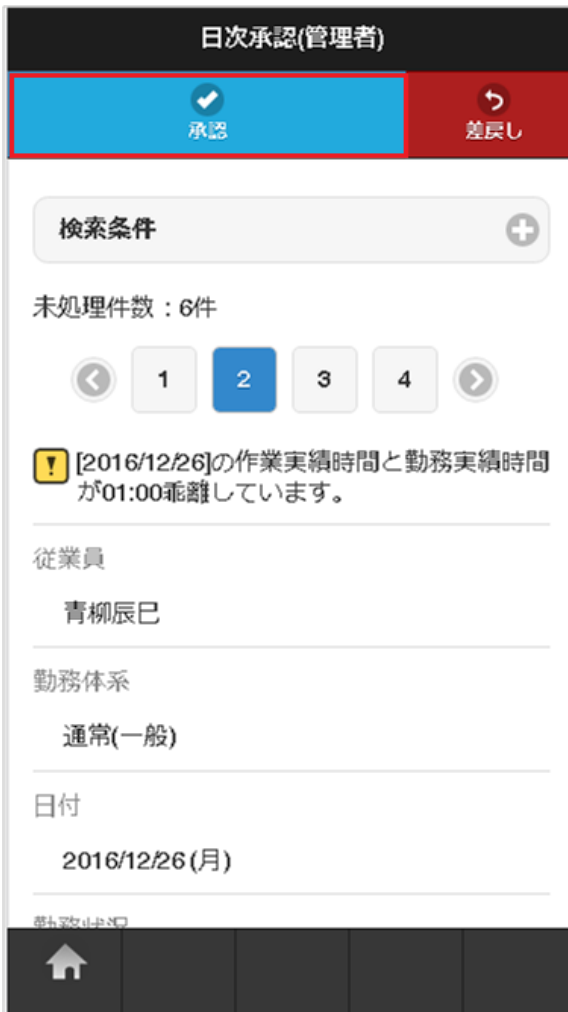 日次承認(管理者)
承認
差戻し
検索条件
未処理件数：6件
1 2 3 4
[2016/12/26]の作業実績時間と勤務実績時間
が01:00乖離しています。
従業員
青柳辰巳
勤務体系
通常(一般)
日付
2016/12/26(月)
勤務状況